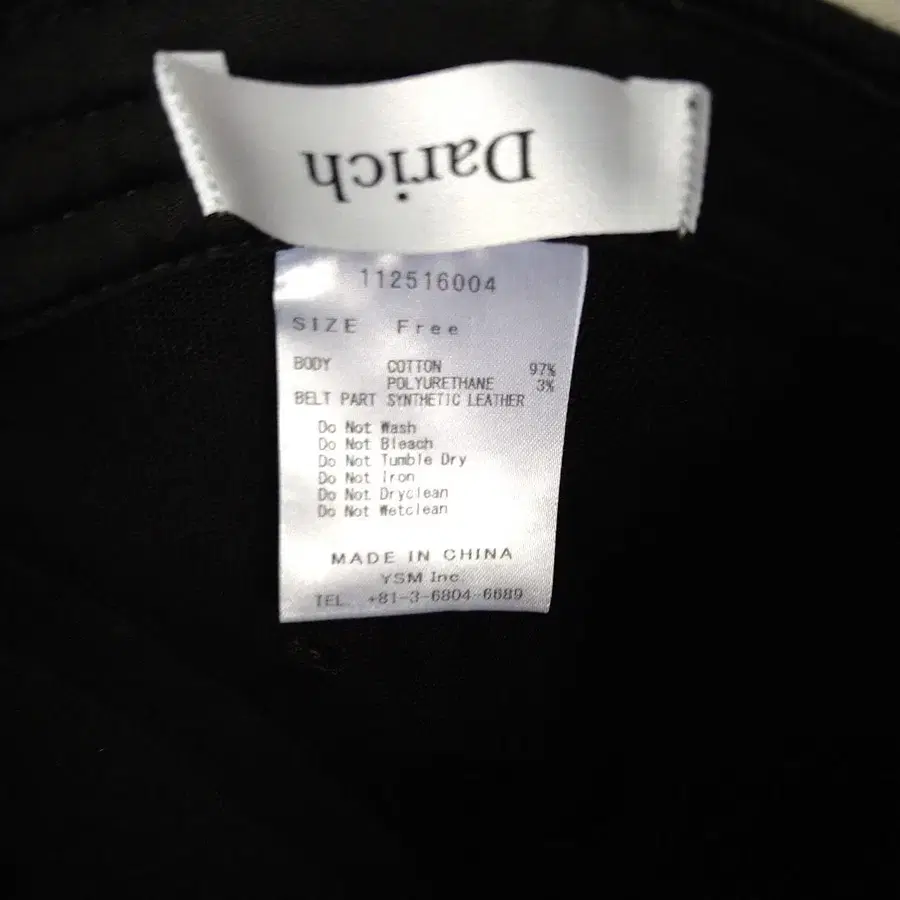 Darich
112516004
SIZE Free
BODY COTTON 97%
POLYURETHANE 3%
BELT PART SYNTHETIC LEATHER
Do Not Wash
Do Not Bleach
Do Not Tumble Dry
Do Not Iron
Do Not Dryclean
Do Not Wetclean
MADE IN CHINA
YSM Inc.
TEL +81-3-6804-6689